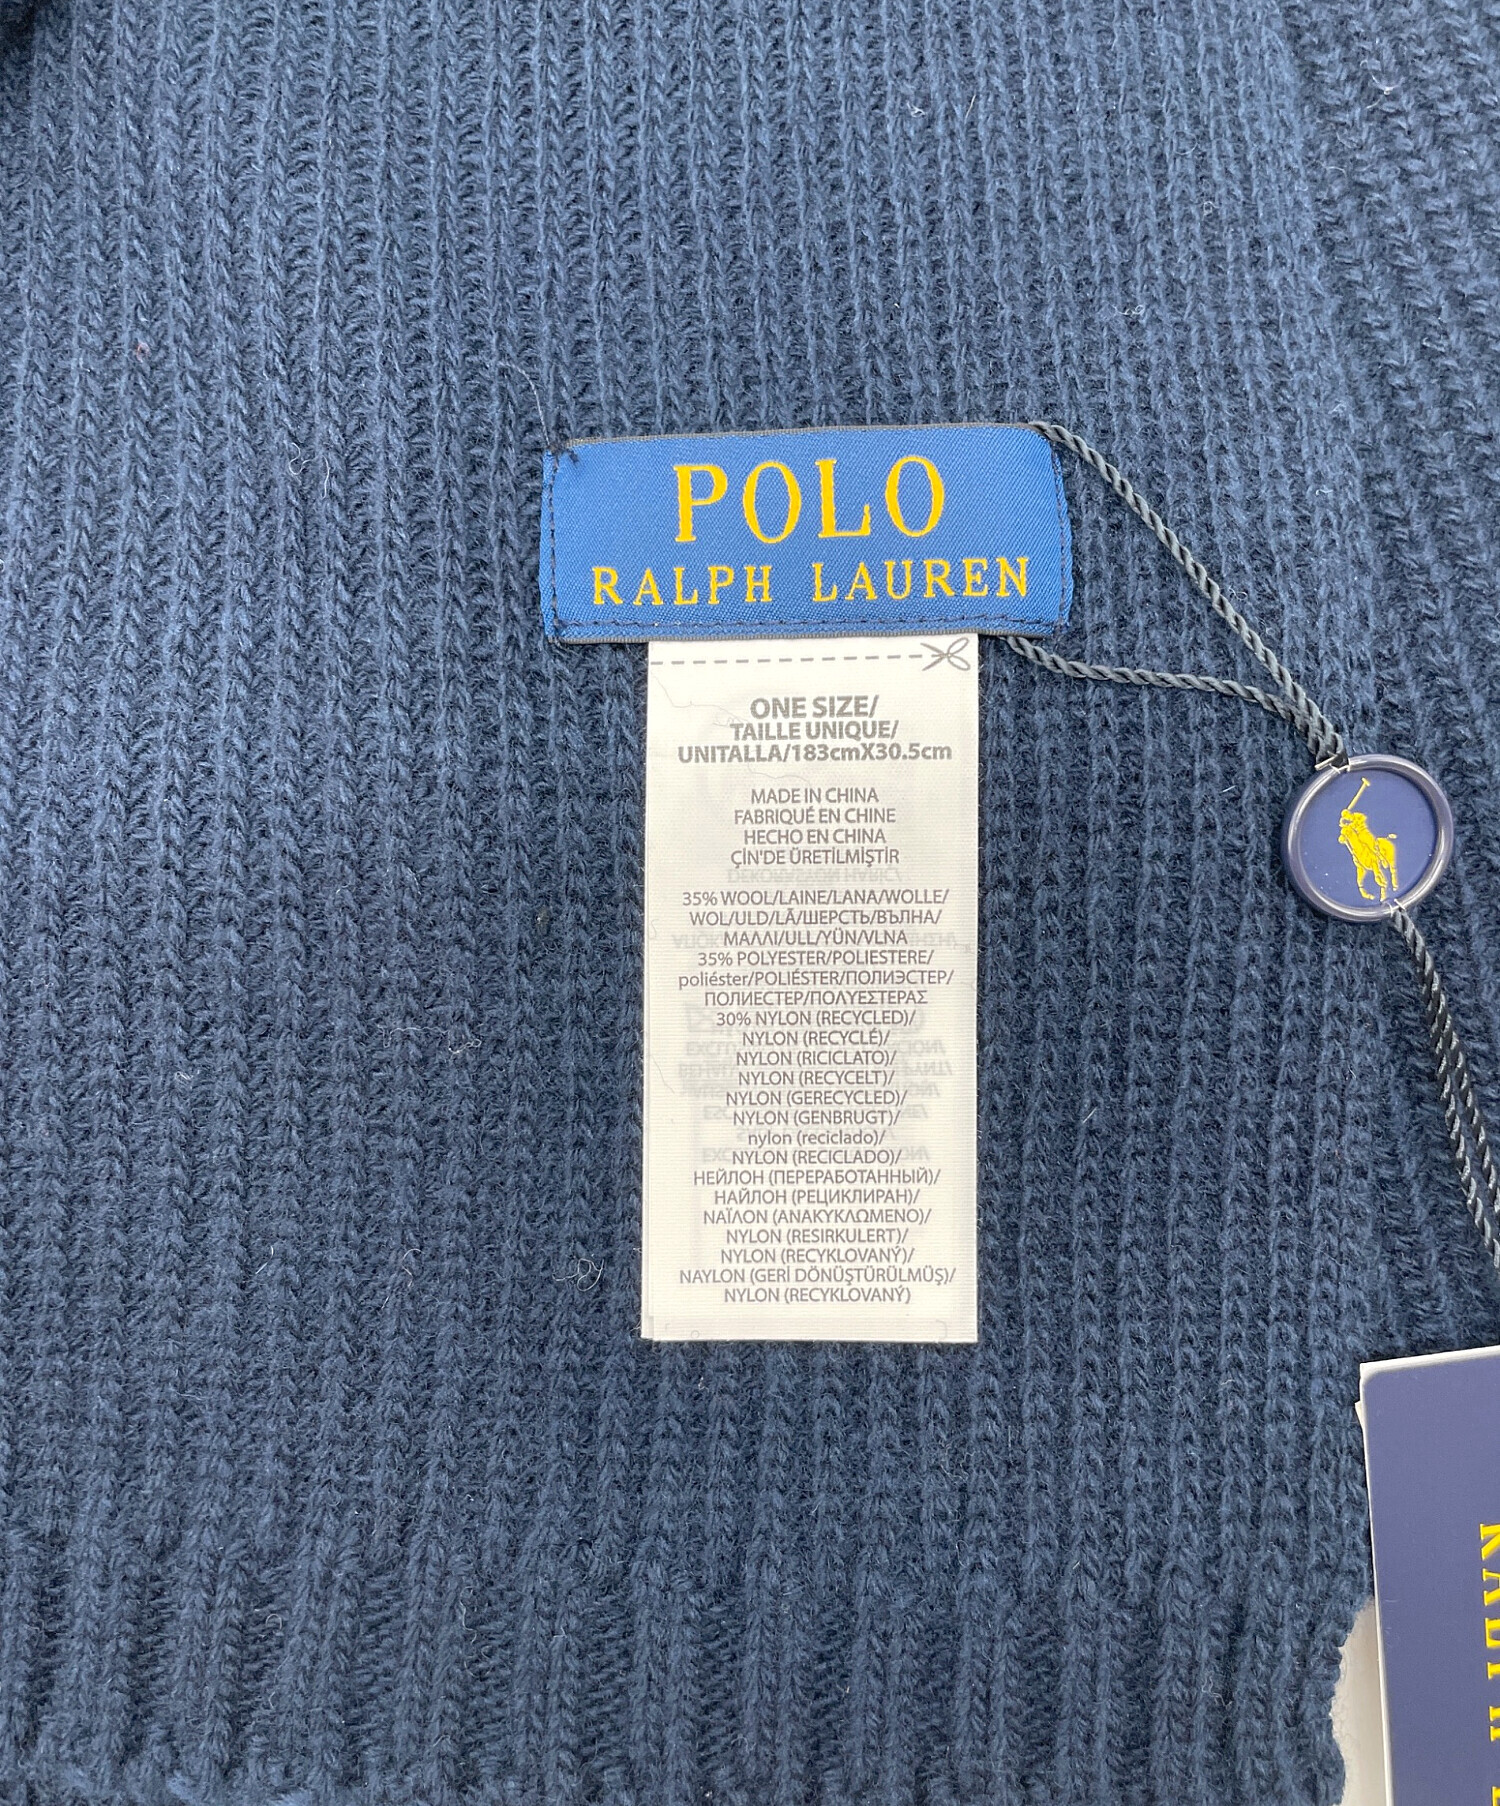 POLO
RALPH LAUREN
ONE SIZE/
TAILLE UNIQUE/
UNITALLA/183cmX30.5cm
MADE IN CHINA
FABRIQUÉ EN CHINE
HECHO EN CHINA
ÇİN'DE ÜRETİLMİŞTİR
35% WOOL/LAINE/LANA/WOLLE/
WOL/ULD/LÃ/ШЕРСТЬ/ВЪЛНА/
ΜΑΛΛΙ/ULL/YÜN/VLNA
35% POLYESTER/POLIESTERE/
poliéster/POLIÉSTER/ПОЛИЭСТЕР/
ПОЛИЕСТЕР/ΠΟΛΥΕΣΤΕΡΑΣ
30% NYLON (RECYCLED)/
NYLON (RECYCLÉ)/
NYLON (RICICLATO)/
NYLON (RECYCELT)/
NYLON (GERECYCLED)/
NYLON (GENBRUGT)/
nylon (reciclado)/
NYLON (RECICLADO)/
НЕЙЛОН (ПЕРЕРАБОТАННЫЙ)/
НАЙЛОН (РЕЦИКЛИРАН)/
ΝΑΪΛΟΝ (ΑΝΑΚΥΚΛΩΜΕΝΟ)/
NYLON (RESIRKULERT)/
NYLON (RECYKLOVANÝ)/
NAYLON (GERİ DÖNÜŞTÜRÜLMÜŞ)/
NYLON (RECYKLOVANÝ)
RALPH